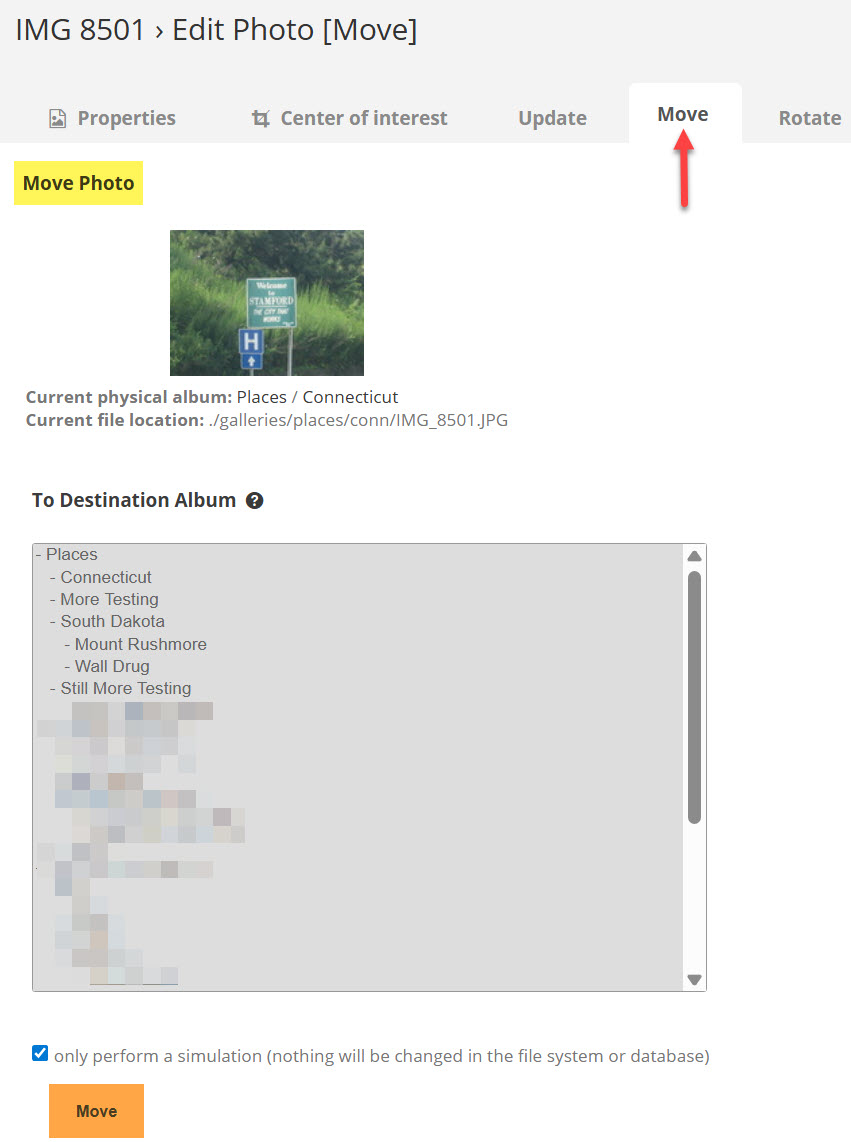 IMG 8501 › Edit Photo [Move]
Properties
Center of interest
Update
Move
Rotate
Move Photo
Welcome
to
STAMFORD
THE CITY THAT
WORKS
H
Current physical album: Places / Connecticut
Current file location: ./galleries/places/conn/IMG_8501.JPG
To Destination Album ?
- Places
- Connecticut
- More Testing
- South Dakota
- Mount Rushmore
- Wall Drug
- Still More Testing
only perform a simulation (nothing will be changed in the file system or database)
Move